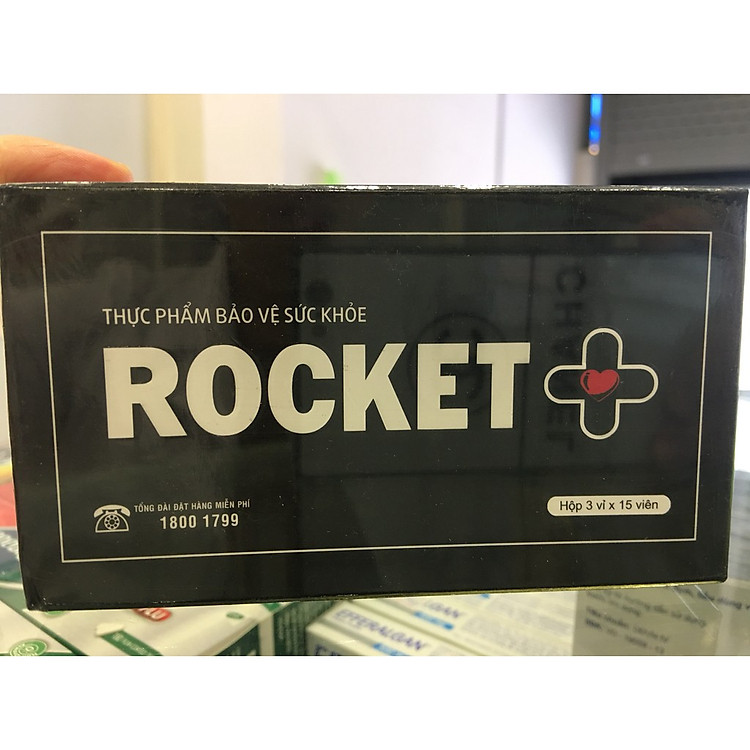 THỰC PHẨM BẢO VỆ SỨC KHỎE
ROCKET
TỔNG ĐÀI ĐẶT HÀNG MIỄN PHÍ
1800 1799
Hộp 3 vỉ x 15 viên
EFFERALGAN